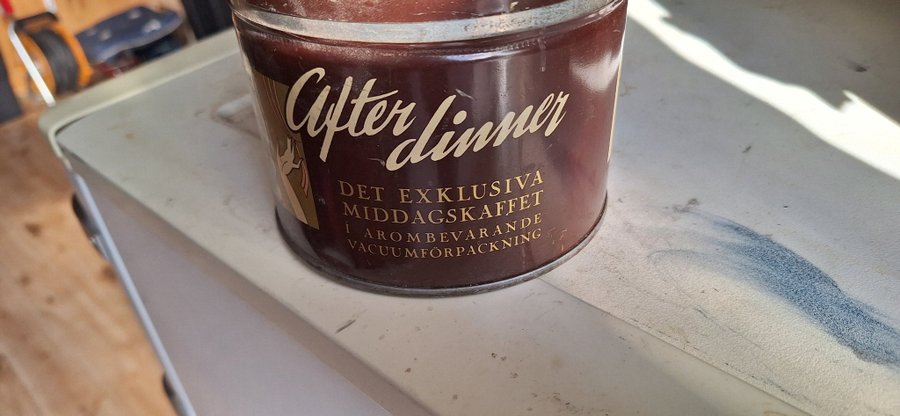 After
dinner
DET EXKLUSIVA
MIDDAGSKAFFET
I AROMBEVARANDE
VACUUMFÖRPACKNING